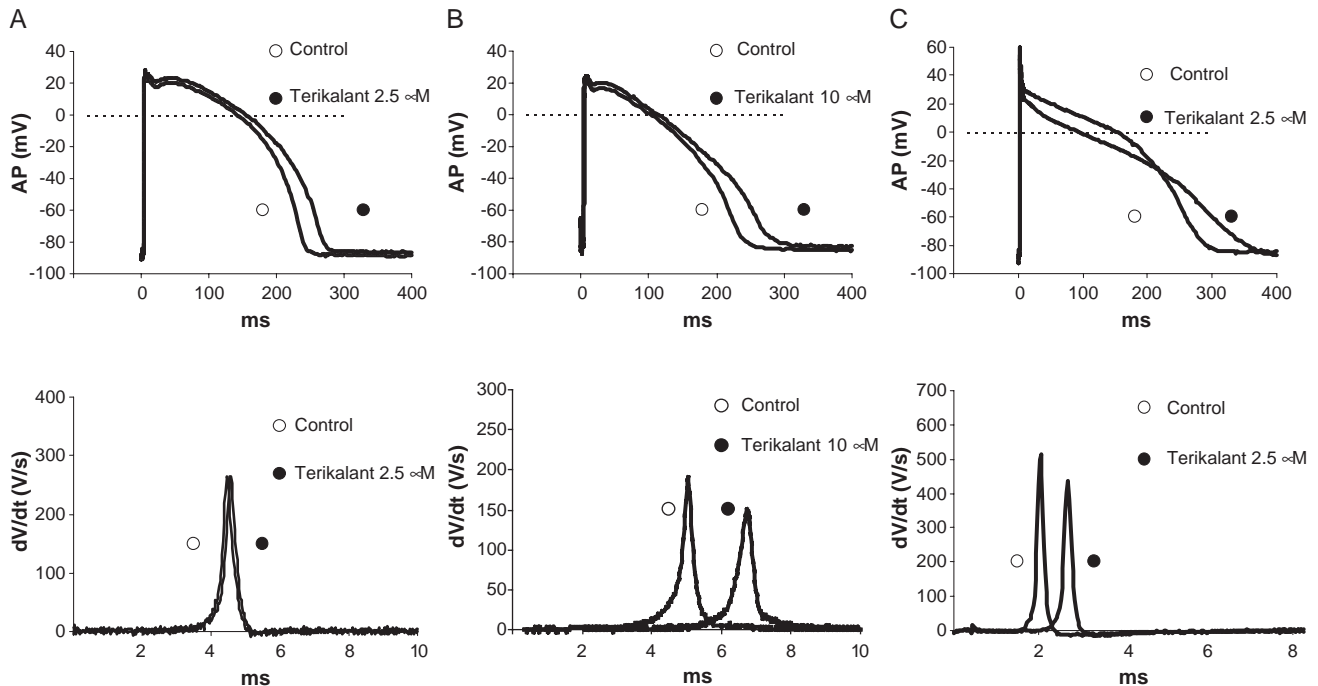 A
AP (mV)
40
20
0
-20
-40
-60
-80
-100
Control
Terikalant 2.5 ∝M
0
100
200
300
400
ms
B
AP (mV)
40
20
0
-20
-40
-60
-80
-100
Control
Terikalant 10 ∝M
0
100
200
300
400
ms
C
AP (mV)
60
40
20
0
-20
-40
-60
-80
-100
Control
Terikalant 2.5 ∝M
0
100
200
300
400
ms
dV/dt (V/s)
400
300
200
100
0
Control
Terikalant 2.5 ∝M
2
4
6
8
10
ms
dV/dt (V/s)
300
250
200
150
100
50
0
Control
Terikalant 10 ∝M
2
4
6
8
10
ms
dV/dt (V/s)
700
600
500
400
300
200
100
0
Control
Terikalant 2.5 ∝M
2
4
6
8
ms